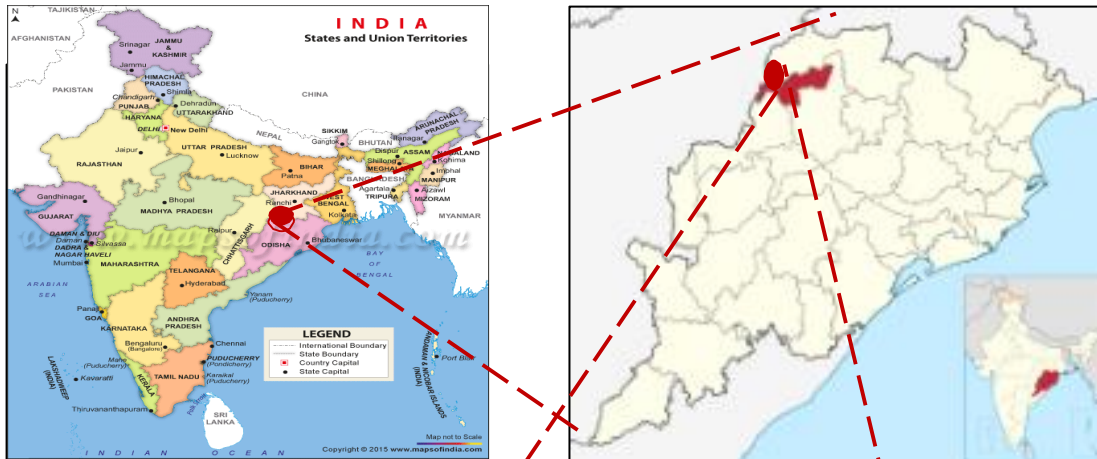 N
TAJIKISTAN
INDIA
States and Union Territories
AFGHANISTAN
JAMMU
&
KASHMIR
Srinagar
Jammu
HIMACHAL
PRADESH
Shimla
PAKISTAN
Chandigarh
PUNJAB
Dehradun
UTTARAKHAND
CHINA
HARYANA
DELHI
New Delhi
NEPAL
SIKKIM
Gangtok
BHUTAN
ARUNACHAL
PRADESH
Itanagar
RAJASTHAN
Jaipur
UTTAR PRADESH
Lucknow
Dispur
ASSAM
NAGALAND
Kohima
Shillong
MEGHAL
Imphal
MANIPUR
BIHAR
Patna
BANGLADESH
Agartala
TRIPURA
Aizawl
MIZORAM
Gandhinagar
GUJARAT
Bhopal
MADHYA PRADESH
JHARKHAND
Ranchi
WEST
BENGAL
Kolkata
MYANMAR
Raipur
CHHATTISGARH
ODISHA
Bhubaneswar
DAMAN & DIU
Daman
Silvassa
DADRA &
NAGAR HAVELI
Mumbai
MAHARASHTRA
TELANGANA
Hyderabad
BAY
OF
BENGAL
ARABIAN
SEA
Yanam
(Puducherry)
Panaji
GOA
KARNATAKA
ANDHRA
PRADESH
LEGEND
International Boundary
State Boundary
Country Capital
State Capital
Bengaluru
(Bangalore)
Chennai
Mahe
(Puducherry)
PUDUCHERRY
(Pondicherry)
Karaikal
(Puducherry)
TAMIL NADU
KERALA
LAKSHADWEEP
(INDIA)
Kavaratti
ANDAMAN & NICOBAR ISLANDS
(INDIA)
Port Blair
Thiruvananthapuram
SRI
LANKA
INDIAN OCEAN
Map not to Scale
Copyright © 2015 www.mapsofindia.com